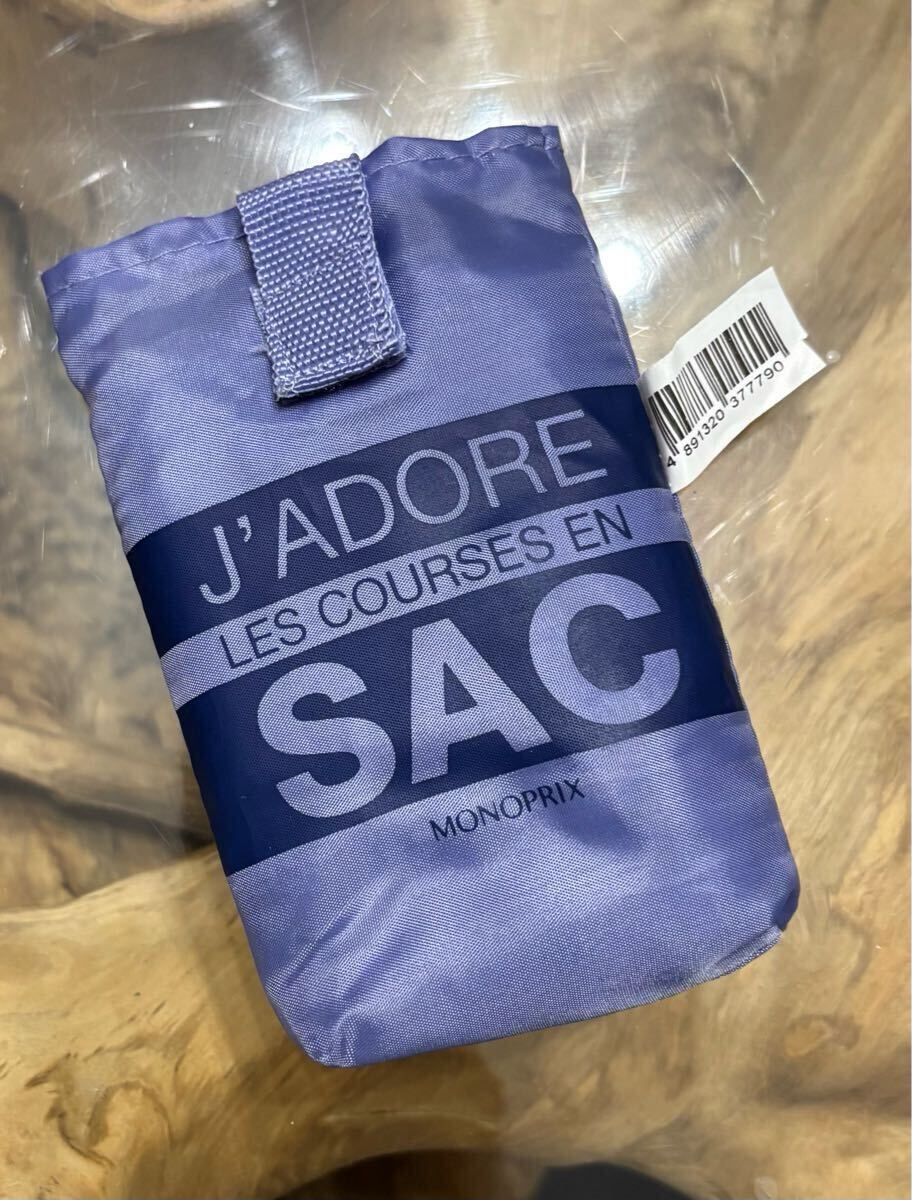 J'ADORE
LES COURSES EN
SAC
MONOPRIX
4 891320 377790